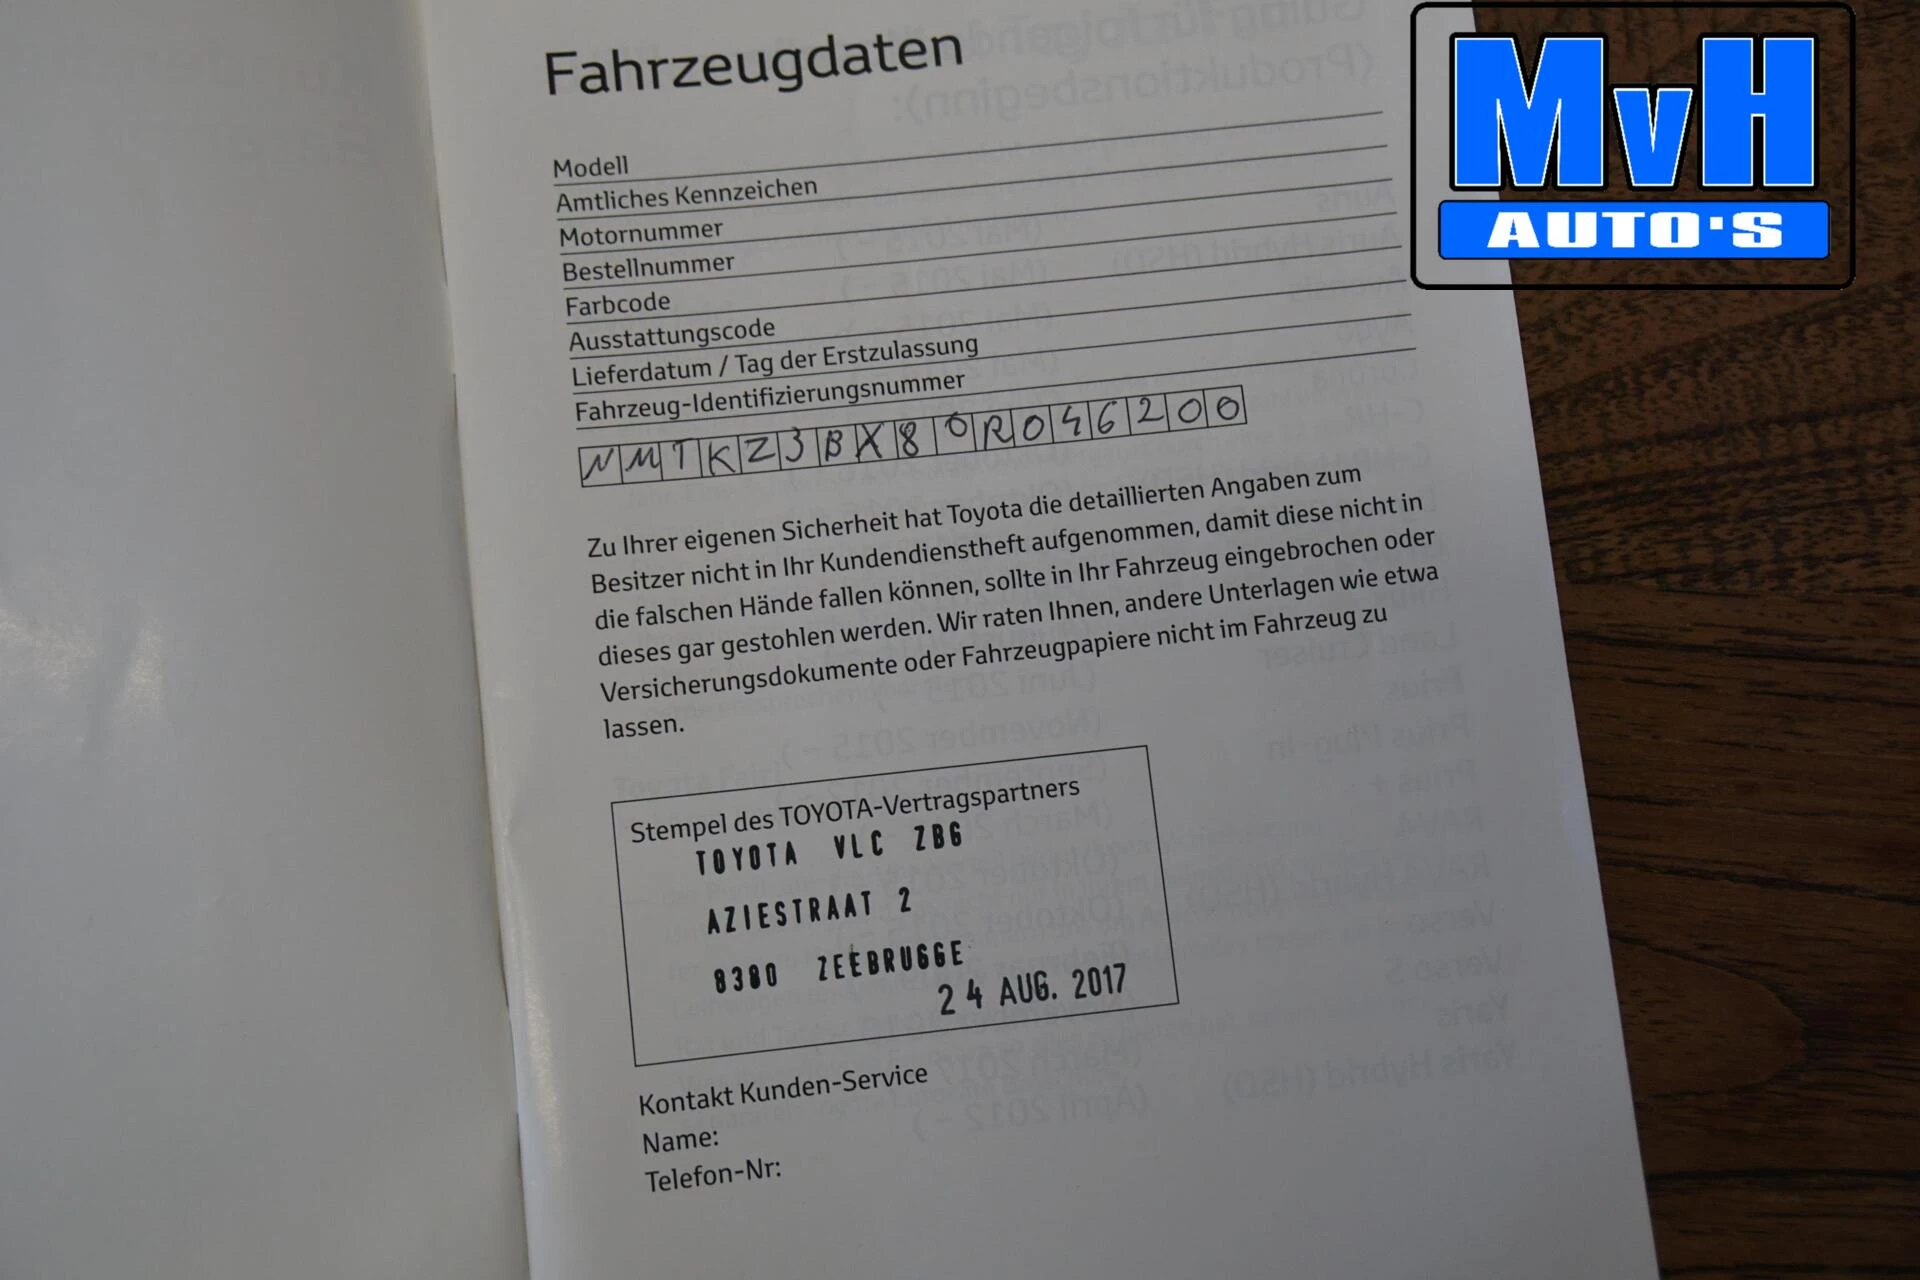 Fahrzeugdaten
MvH
AUTO'S
Modell
Amtliches Kennzeichen
Motornummer
Bestellnummer
Farbcode
Ausstattungscode
Lieferdatum / Tag der Erstzulassung
Fahrzeug-Identifizierungsnummer
NMTKZ3BX80R046200
Zu Ihrer eigenen Sicherheit hat Toyota die detaillierten Angaben zum
Besitzer nicht in Ihr Kundendienstheft aufgenommen, damit diese nicht in
die falschen Hände fallen können, sollte in Ihr Fahrzeug eingebrochen oder
dieses gar gestohlen werden. Wir raten Ihnen, andere Unterlagen wie etwa
Versicherungsdokumente oder Fahrzeugpapiere nicht im Fahrzeug zu
lassen.
Stempel des TOYOTA-Vertragspartners
TOYOTA VLC ZBG
AZIESTRAAT 2
8380 ZEEBRUGGE
24 AUG. 2017
Kontakt Kunden-Service
Name:
Telefon-Nr: